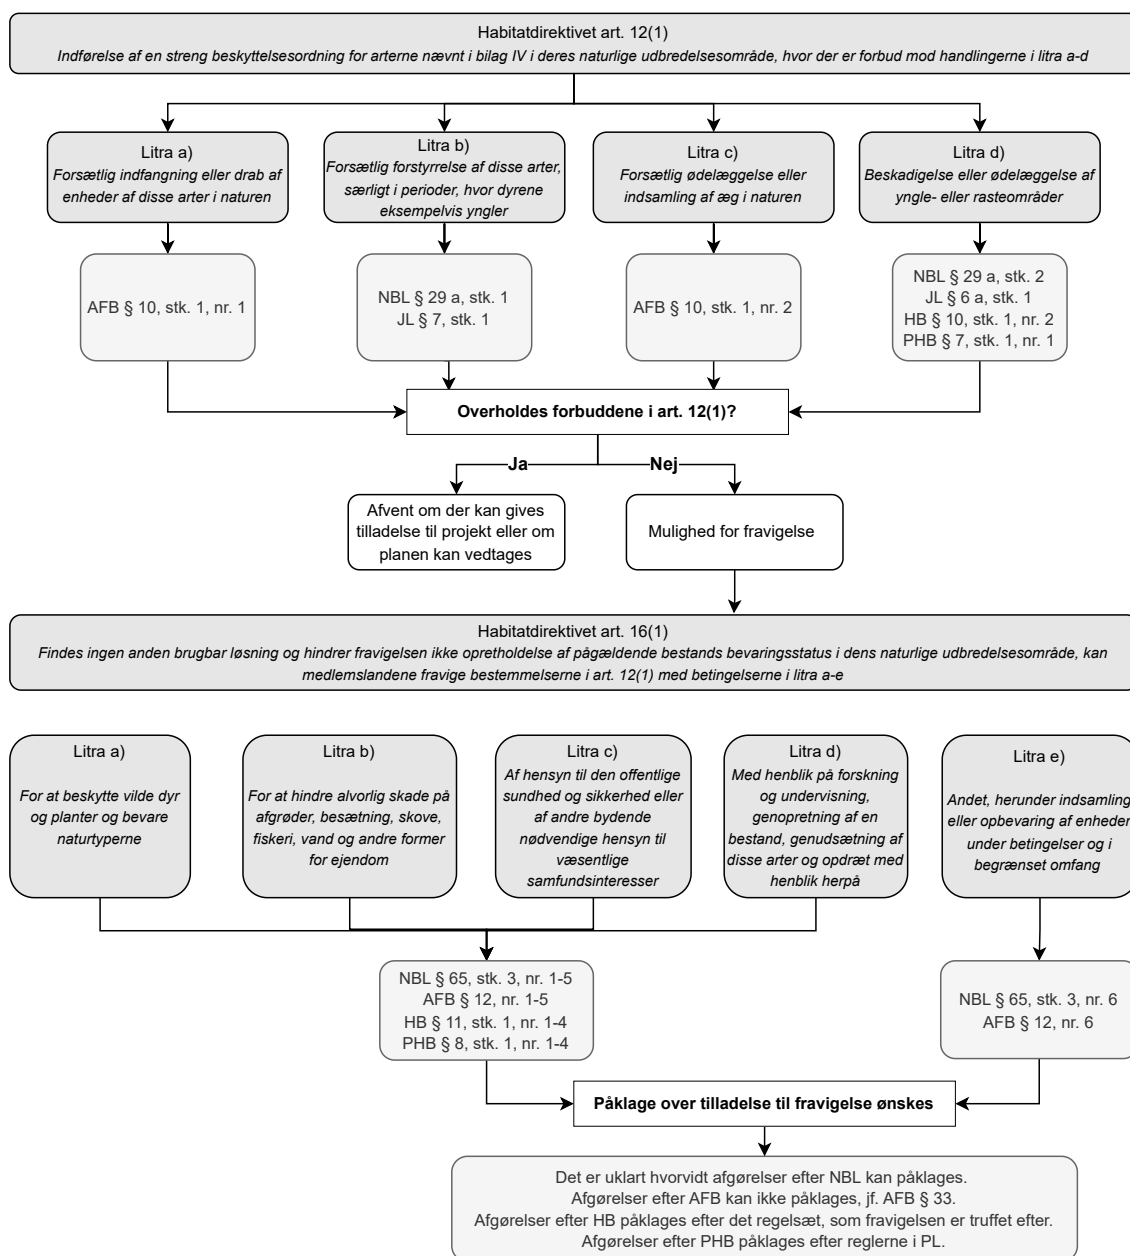 Habitatdirektivet art. 12(1)
Indførelse af en streng beskyttelsesordning for arterne nævnt i bilag IV i deres naturlige udbredelsesområde, hvor der er forbud mod handlingerne i litra a-d
Litra a)
Forsætlig indfangning eller drab af
enheder af disse arter i naturen
Litra b)
Forsætlig forstyrrelse af disse arter,
særligt i perioder, hvor dyrene
eksempelvis yngler
Litra c)
Forsætlig ødelæggelse eller
indsamling af æg i naturen
Litra d)
Beskadigelse eller ødelæggelse af
yngle- eller rasteområder
AFB § 10, stk. 1, nr. 1
NBL § 29 a, stk. 1
JL § 7, stk. 1
AFB § 10, stk. 1, nr. 2
NBL § 29 a, stk. 2
JL § 6 a, stk. 1
HB § 10, stk. 1, nr. 2
PHB § 7, stk. 1, nr. 1
Overholdes forbuddene i art. 12(1)?
Ja
Nej
Afvent om der kan gives
tilladelse til projekt eller om
planen kan vedtages
Mulighed for fravigelse
Habitatdirektivet art. 16(1)
Findes ingen anden brugbar løsning og hindrer fravigelsen ikke opretholdelse af pågældende bestands bevaringsstatus i dens naturlige udbredelsesområde, kan
medlemslandene fravige bestemmelserne i art. 12(1) med betingelserne i litra a-e
Litra a)
For at beskytte vilde dyr
og planter og bevare
naturtyperne
Litra b)
For at hindre alvorlig skade på
afgrøder, besætning, skove,
fiskeri, vand og andre former
for ejendom
Litra c)
Af hensyn til den offentlige
sundhed og sikkerhed eller
af andre bydende
nødvendige hensyn til
væsentlige
samfundsinteresser
Litra d)
Med henblik på forskning
og undervisning,
genopretning af en
bestand, genudsætning af
disse arter og opdræt med
henblik herpå
Litra e)
Andet, herunder indsamling
eller opbevaring af enheder
under betingelser og i
begrænset omfang
NBL § 65, stk. 3, nr. 1-5
AFB § 12, nr. 1-5
HB § 11, stk. 1, nr. 1-4
PHB § 8, stk. 1, nr. 1-4
NBL § 65, stk. 3, nr. 6
AFB § 12, nr. 6
Påklage over tilladelse til fravigelse ønskes
Det er uklart hvorvidt afgørelser efter NBL kan påklages.
Afgørelser efter AFB kan ikke påklages, jf. AFB § 33.
Afgørelser efter HB påklages efter det regelsæt, som fravigelsen er truffet efter.
Afgørelser efter PHB påklages efter reglerne i PL.